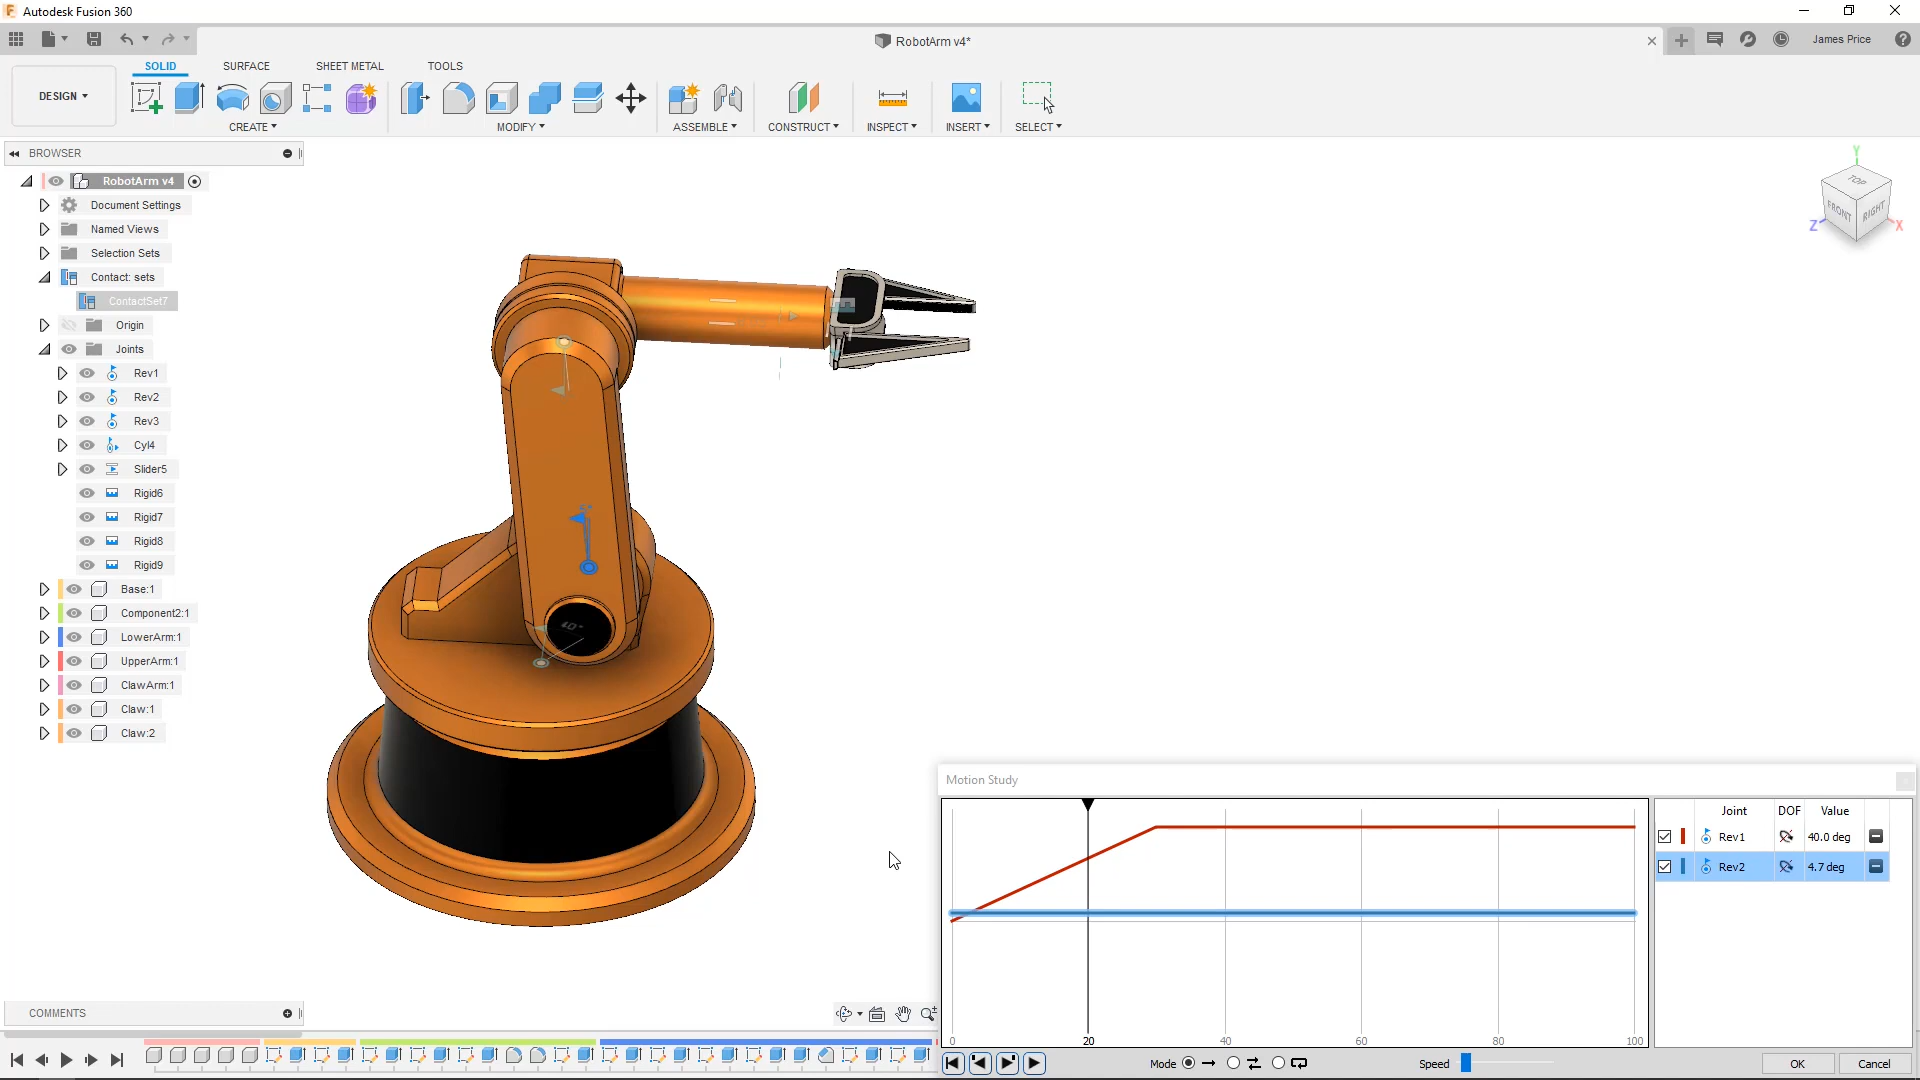 Autodesk Fusion 360
RobotArm v4*
James Price
DESIGN
SOLID
SURFACE
SHEET METAL
TOOLS
CREATE
MODIFY
ASSEMBLE
CONSTRUCT
INSPECT
INSERT
SELECT
BROWSER
RobotArm v4
Document Settings
Named Views
Selection Sets
Contact: sets
ContactSet7
Origin
Joints
Rev1
Rev2
Rev3
Cyl4
Slider5
Rigid6
Rigid7
Rigid8
Rigid9
Base:1
Component2:1
LowerArm:1
UpperArm:1
ClawArm:1
Claw:1
Claw:2
Y
TOP
FRONT
RIGHT
Z
X
Motion Study
Joint DOF Value
Rev1 40.0 deg
Rev2 4.7 deg
0 20 40 60 80 100
Mode
Speed
OK
Cancel
COMMENTS